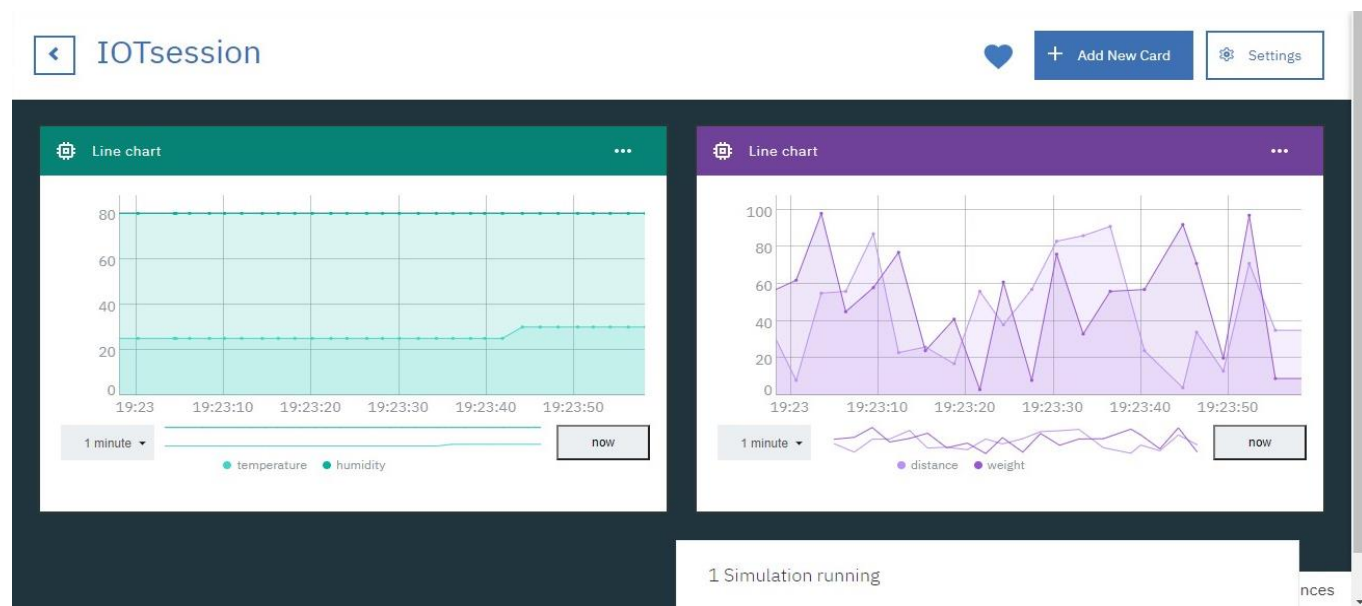 IOTsession
+ Add New Card
Settings
Line chart
80
60
40
20
0
19:23 19:23:10 19:23:20 19:23:30 19:23:40 19:23:50
1 minute
now
temperature humidity
Line chart
100
80
60
40
20
0
19:23 19:23:10 19:23:20 19:23:30 19:23:40 19:23:50
1 minute
now
distance weight
1 Simulation running
nces